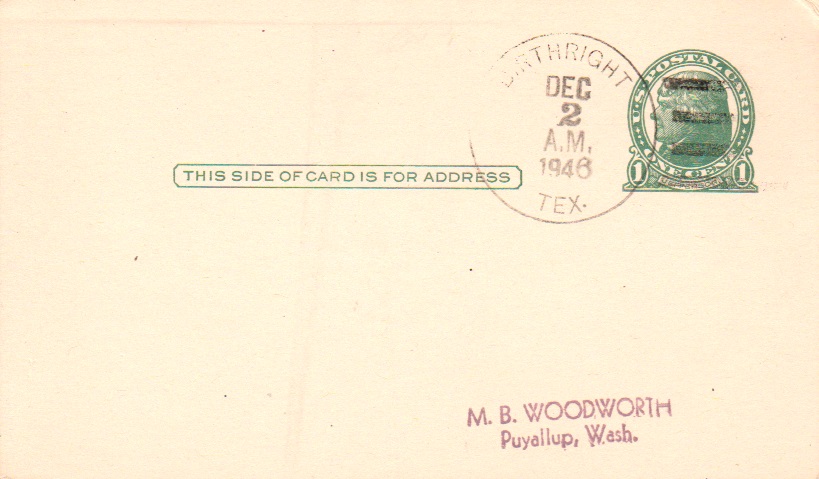 BIRTHRIGHT
DEC
2
A.M.
1946
TEX.
U.S. POSTAL CARD
ONE CENT
1 1
THIS SIDE OF CARD IS FOR ADDRESS
M. B. WOODWORTH
Puyallup, Wash.